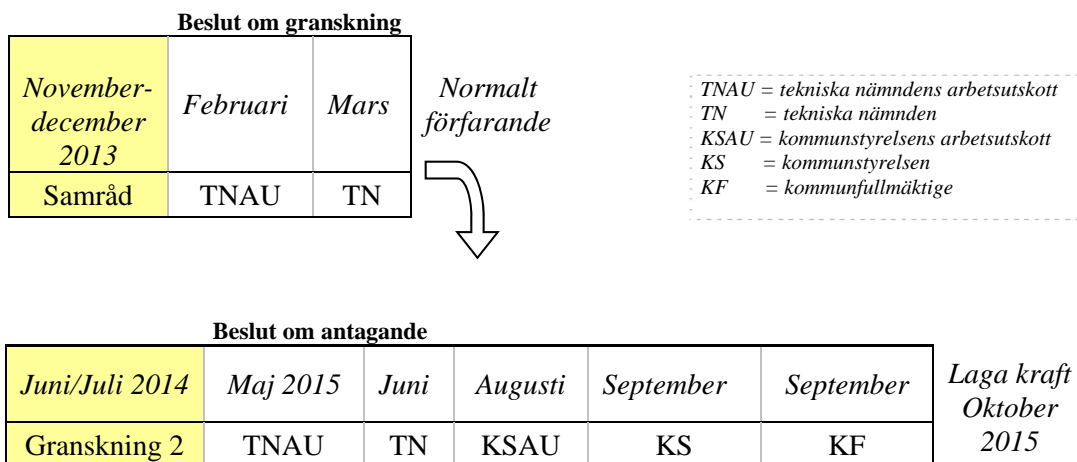 Beslut om granskning
November-
december
2013
Februari
Mars
Normalt
förfarande
Samråd
TNAU
TN
TNAU = tekniska nämndens arbetsutskott
TN = tekniska nämnden
KSAU = kommunstyrelsens arbetsutskott
KS = kommunstyrelsen
KF = kommunfullmäktige
Beslut om antagande
Juni/Juli 2014
Maj 2015
Juni
Augusti
September
September
Laga kraft
Oktober
2015
Granskning 2
TNAU
TN
KSAU
KS
KF